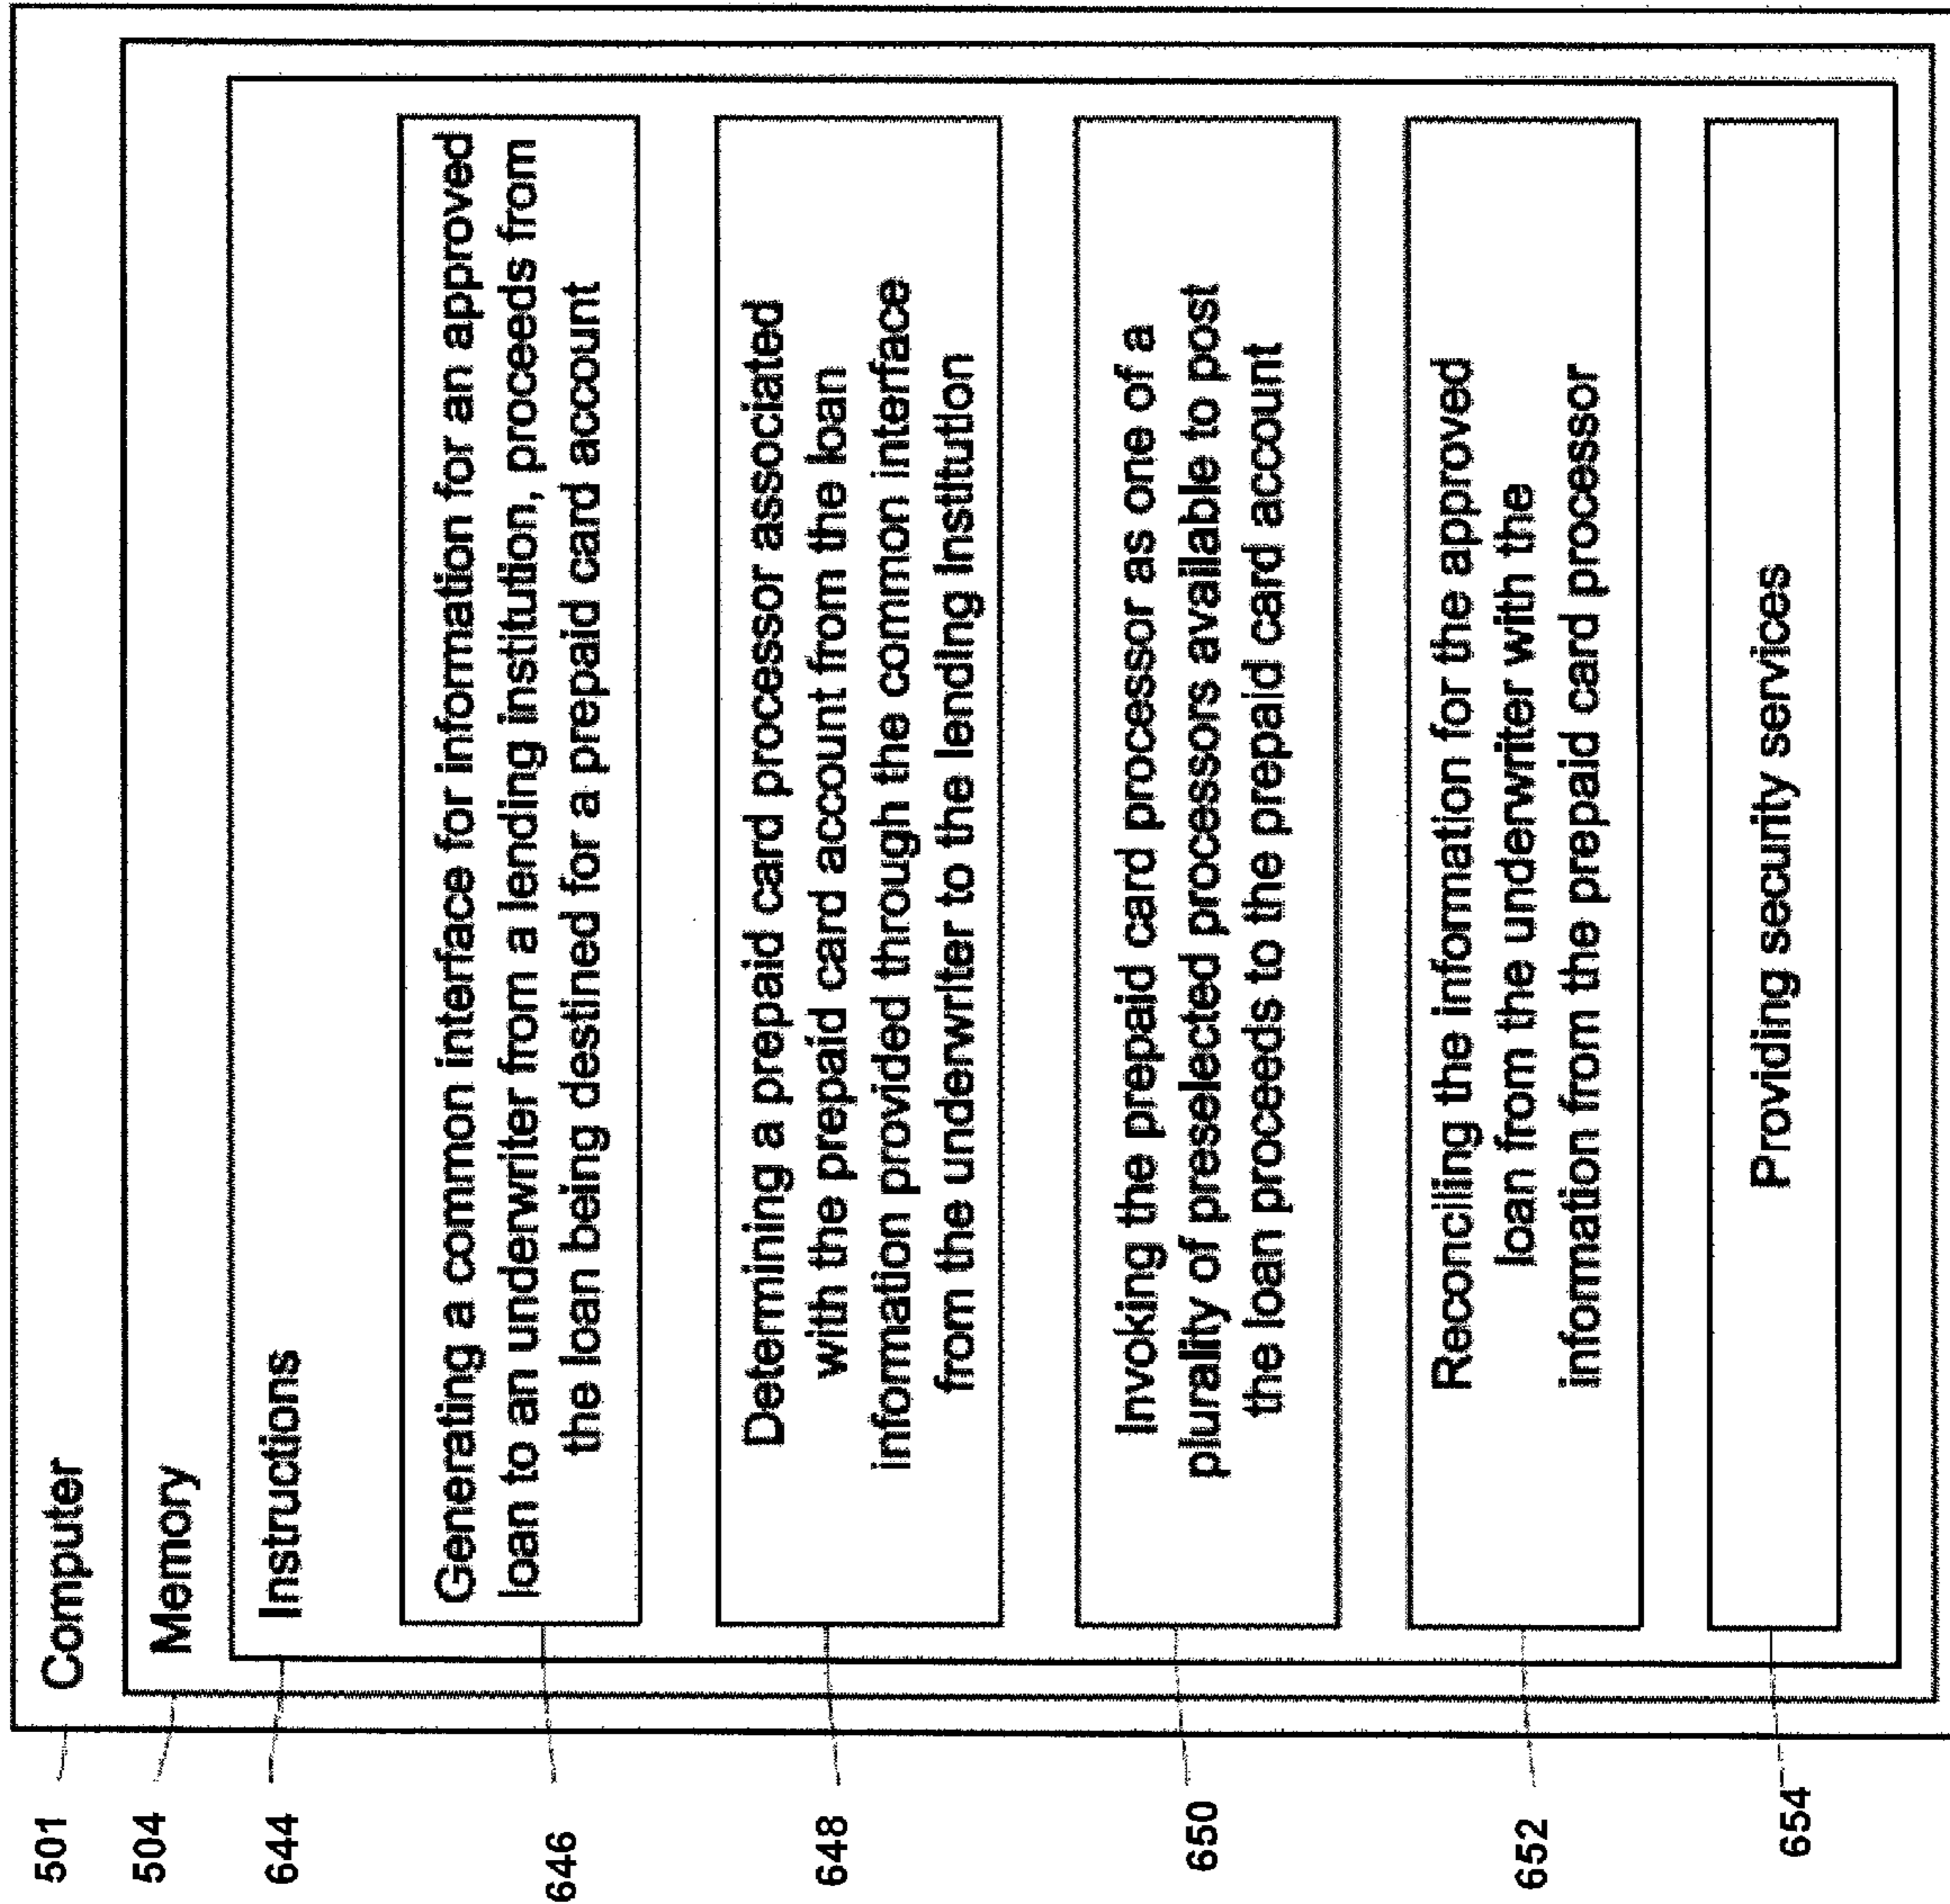 501
Computer
504
Memory
644
Instructions
646
Generating a common interface for information for an approved
loan to an underwriter from a lending institution, proceeds from
the loan being destined for a prepaid card account
648
Determining a prepaid card processor associated
with the prepaid card account from the loan
information provided through the common interface
from the underwriter to the lending institution
650
Invoking the prepaid card processor as one of a
plurality of preselected processors available to post
the loan proceeds to the prepaid card account
652
Reconciling the information for the approved
loan from the underwriter with the
information from the prepaid card processor
654
Providing security services